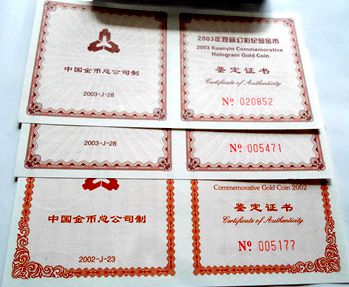 中国金币总公司制
2003-J-28
2003年观音幻彩纪念金币
2003 Kuanyin Commemorative
Hologram Gold Coin
鉴定证书
Certificate of Authenticity
№ 020852
2003-J-28
№ 005471
中国金币总公司制
2002-J-23
Commemorative Gold Coin 2002
鉴定证书
Certificate of Authenticity
№ 005177